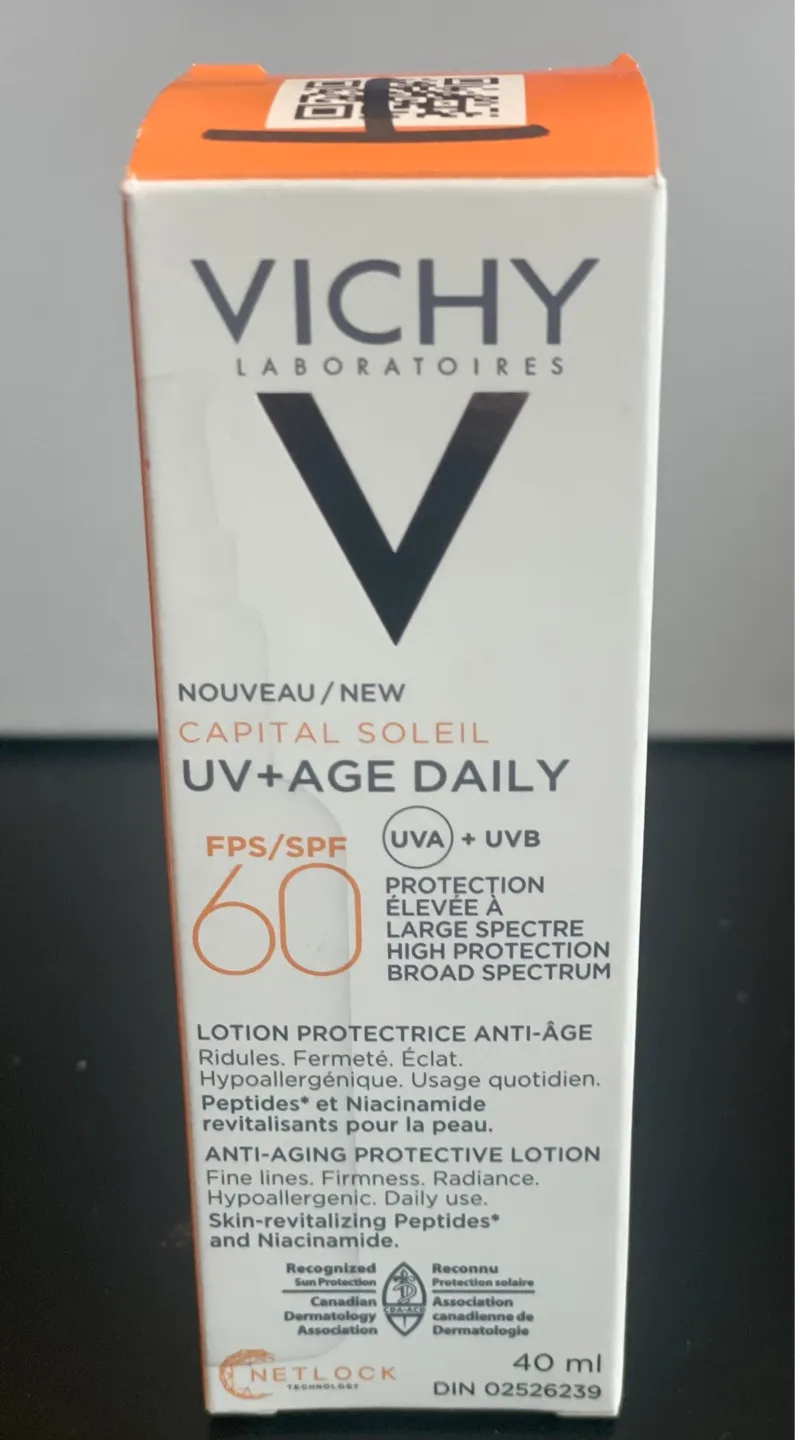 VICHY
LABORATOIRES
V
NOUVEAU / NEW
CAPITAL SOLEIL
UV+AGE DAILY
FPS/SPF
60
UVA + UVB
PROTECTION
ÉLEVÉE À
LARGE SPECTRE
HIGH PROTECTION
BROAD SPECTRUM
LOTION PROTECTRICE ANTI-ÂGE
Ridules. Fermeté. Éclat.
Hypoallergénique. Usage quotidien.
Peptides* et Niacinamide
revitalisants pour la peau.
ANTI-AGING PROTECTIVE LOTION
Fine lines. Firmness. Radiance.
Hypoallergenic. Daily use.
Skin-revitalizing Peptides*
and Niacinamide.
Recognized
Sun Protection
Canadian
Dermatology
Association
CDA-ACD
Reconnu
Protection solaire
Association
canadienne de
Dermatologie
NETLOCK
TECHNOLOGY
40 ml
DIN 02526239